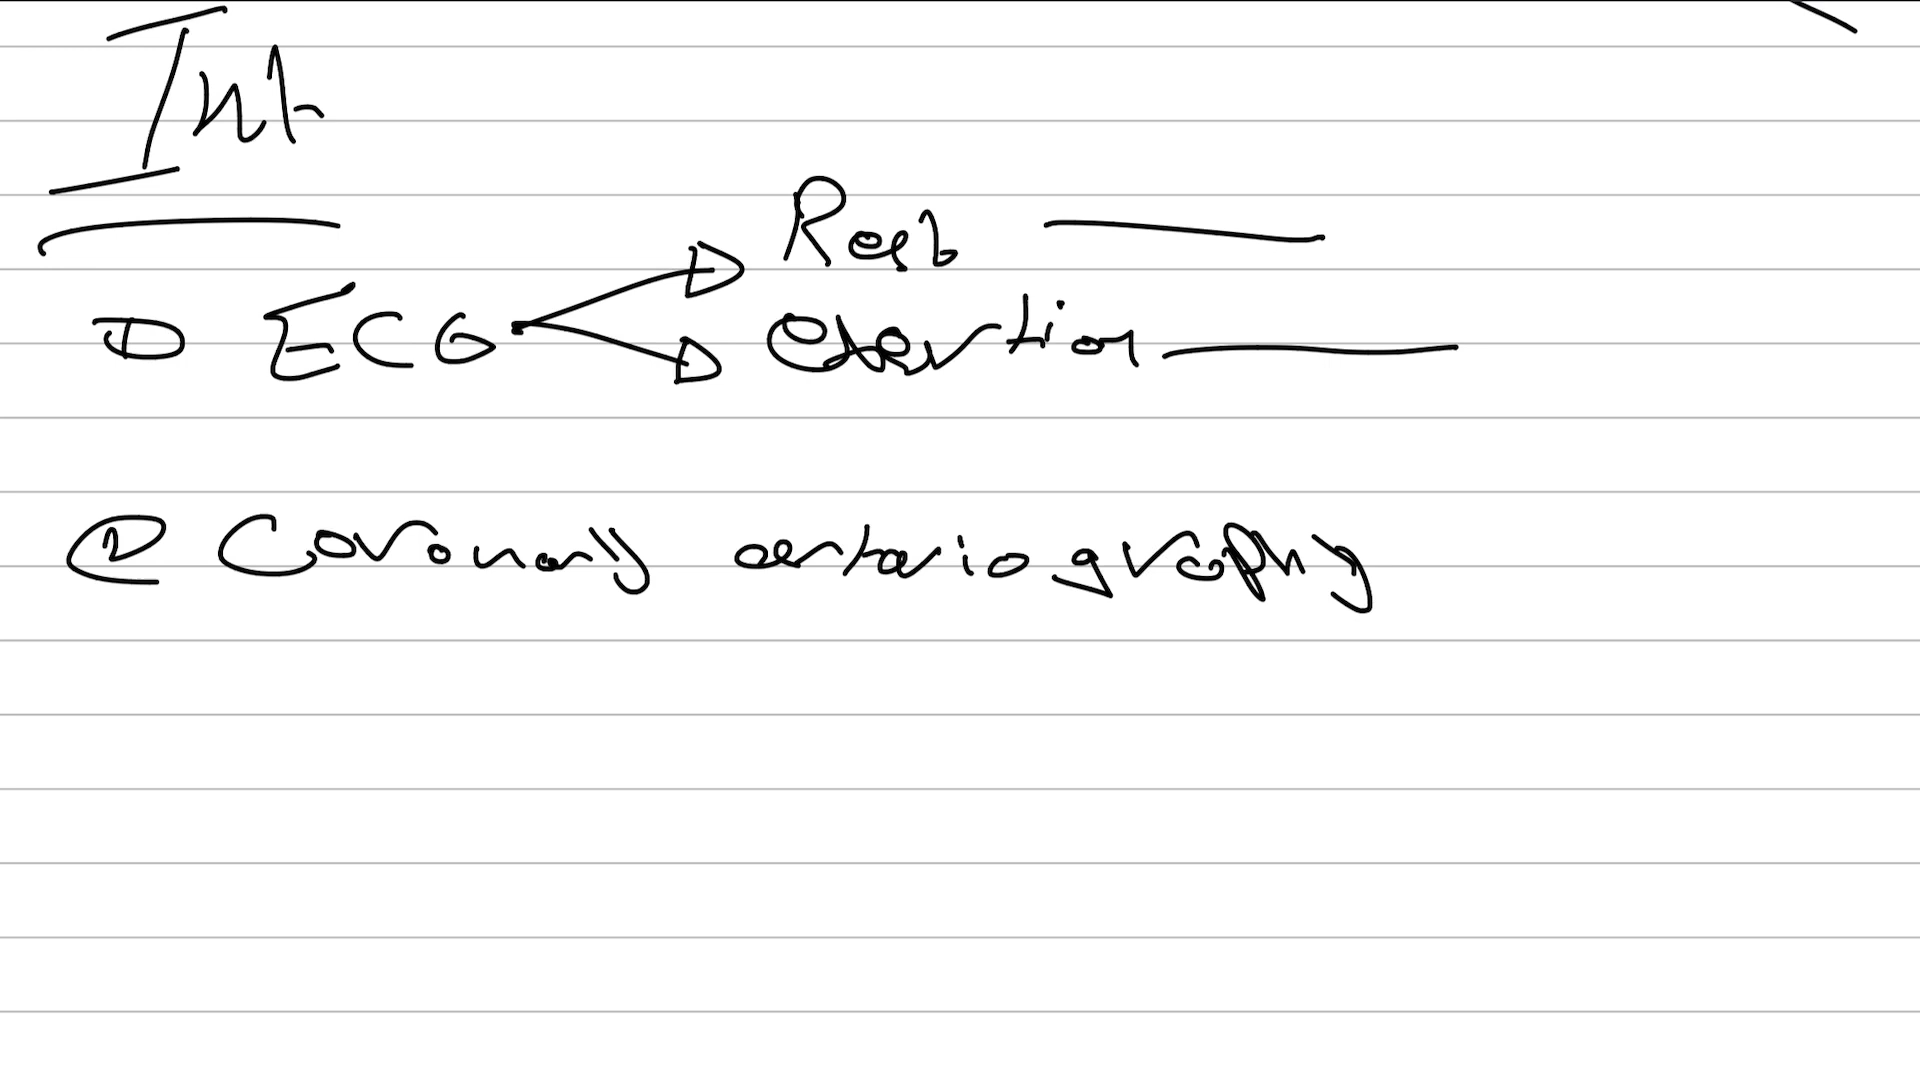 Int
① ECG Rest
exertion
② Coronary arteriography